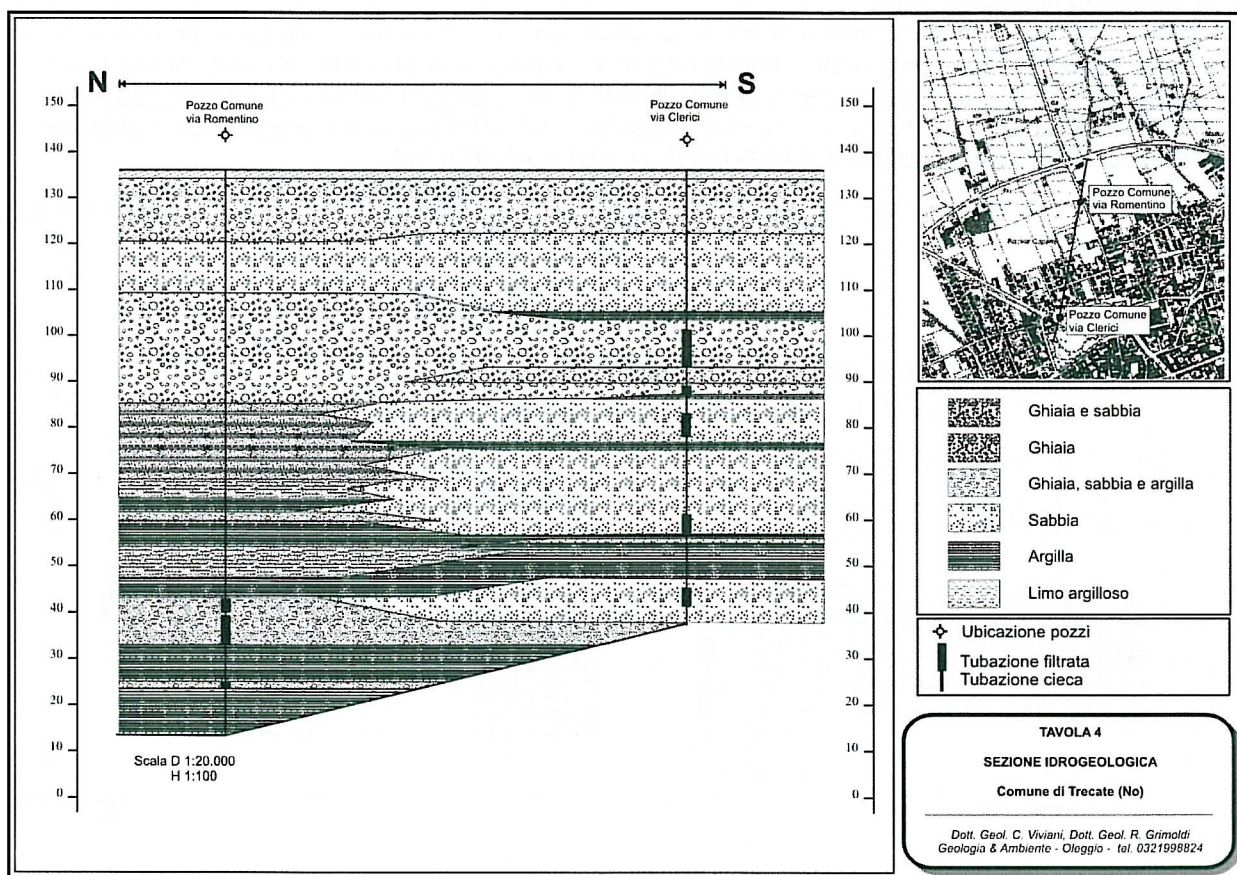 N
S
Pozzo Comune
via Romentino
Pozzo Comune
via Clerici
150
140
130
120
110
100
90
80
70
60
50
40
30
20
10
0
150
140
130
120
110
100
90
80
70
60
50
40
30
20
10
0
Scala D 1:20.000
H 1:100
Pozzo Comune
via Romentino
Pozzo Comune
via Clerici
Ghiaia e sabbia
Ghiaia
Ghiaia, sabbia e argilla
Sabbia
Argilla
Limo argilloso
Ubicazione pozzi
Tubazione filtrata
Tubazione cieca
TAVOLA 4
SEZIONE IDROGEOLOGICA
Comune di Trecate (No)
Dott. Geol. C. Viviani, Dott. Geol. R. Grimoldi
Geologia & Ambiente - Oleggio - tel. 0321998824